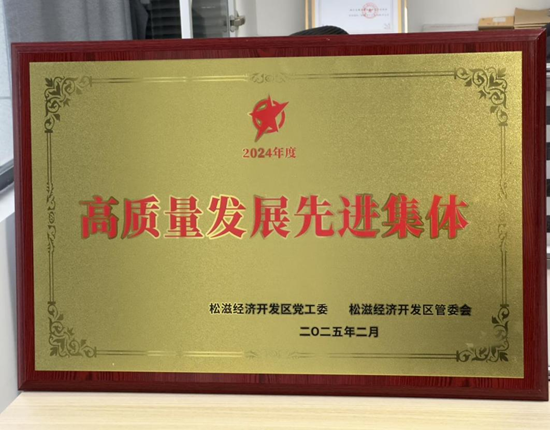 2024年度
高质量发展先进集体
松滋经济开发区党工委 松滋经济开发区管委会
二〇二五年二月